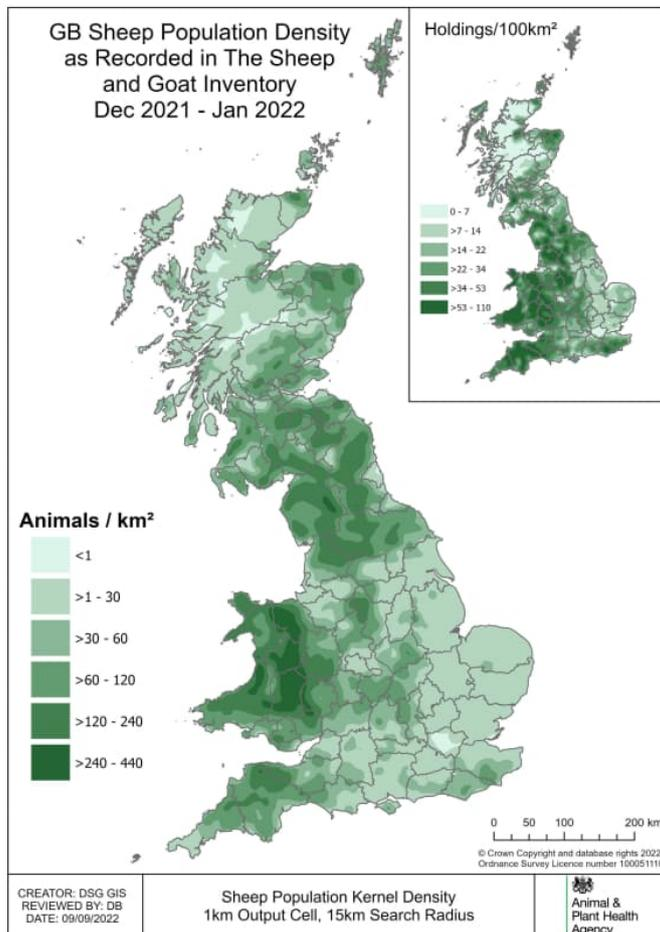 GB Sheep Population Density
as Recorded in The Sheep
and Goat Inventory
Dec 2021 - Jan 2022
Holdings/100km²
0 - 7
>7 - 14
>14 - 22
>22 - 34
>34 - 53
>53 - 110
Animals / km²
<1
>1 - 30
>30 - 60
>60 - 120
>120 - 240
>240 - 440
0 50 100 200 km
© Crown Copyright and database rights 2022
Ordnance Survey Licence number 100051110
CREATOR: DSG GIS
REVIEWED BY: DB
DATE: 09/09/2022
Sheep Population Kernel Density
1km Output Cell, 15km Search Radius
Animal &
Plant Health
Agency